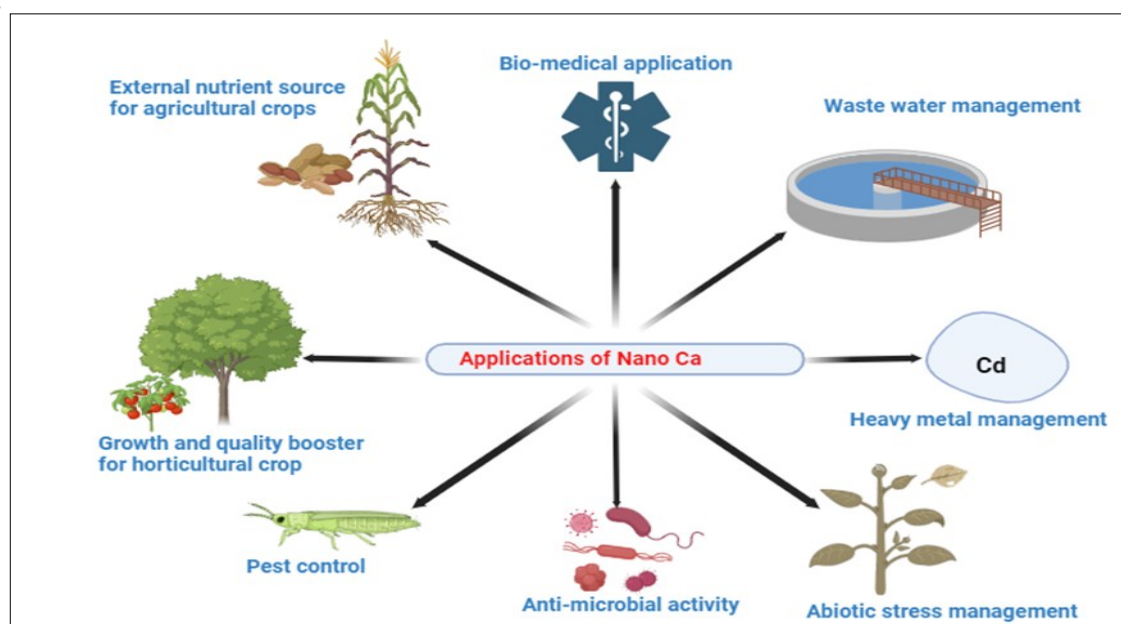 Bio-medical application
External nutrient source
for agricultural crops
Waste water management
Applications of Nano Ca
Cd
Heavy metal management
Growth and quality booster
for horticultural crop
Pest control
Anti-microbial activity
Abiotic stress management